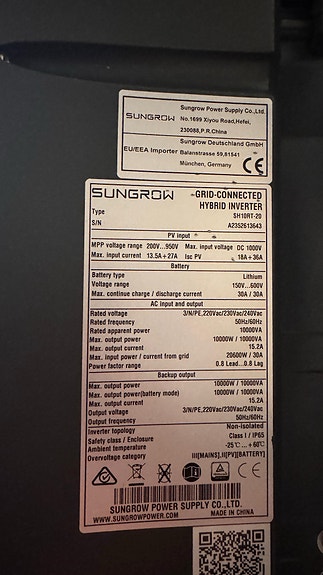 SUNGROW
Sungrow Power Supply Co.,Ltd.
No.1699 Xiyou Road,Hefei,
230088,P.R.China
EU/EEA Importer
Sungrow Deutschland GmbH
Balanstrasse 59,81541
München, Germany
CE
SUNGROW
GRID-CONNECTED
HYBRID INVERTER
Type SH10RT-20
S/N A2352613643
PV input
MPP voltage range 200V...950V Max. input voltage DC 1000V
Max. input current 13.5A+27A Isc PV 18A+36A
Battery
Battery type Lithium
Voltage range 150V...600V
Max. continue charge / discharge current 30A / 30A
AC input and output
Rated voltage 3/N/PE,220Vac/230Vac/240Vac
Rated frequency 50Hz/60Hz
Rated apparent power 10000VA
Max. output power 10000W / 10000VA
Max. output current 15.2A
Max. input power / current from grid 20600W / 30A
Power factor range 0.8 Lead...0.8 Lag
Backup output
Max. output power 10000W / 10000VA
Max. output power(battery mode) 10000W / 10000VA
Max. output current 15.2A
Output voltage 3/N/PE,220Vac/230Vac/240Vac
Output frequency 50Hz/60Hz
Inverter topology Non-isolated
Safety class / Enclosure Class I / IP65
Ambient temperature -25℃... +60℃
Overvoltage category III[MAINS],II[PV][BATTERY]
CE
SUNGROW POWER SUPPLY CO.,LTD.
WWW.SUNGROWPOWER.COM MADE IN CHINA